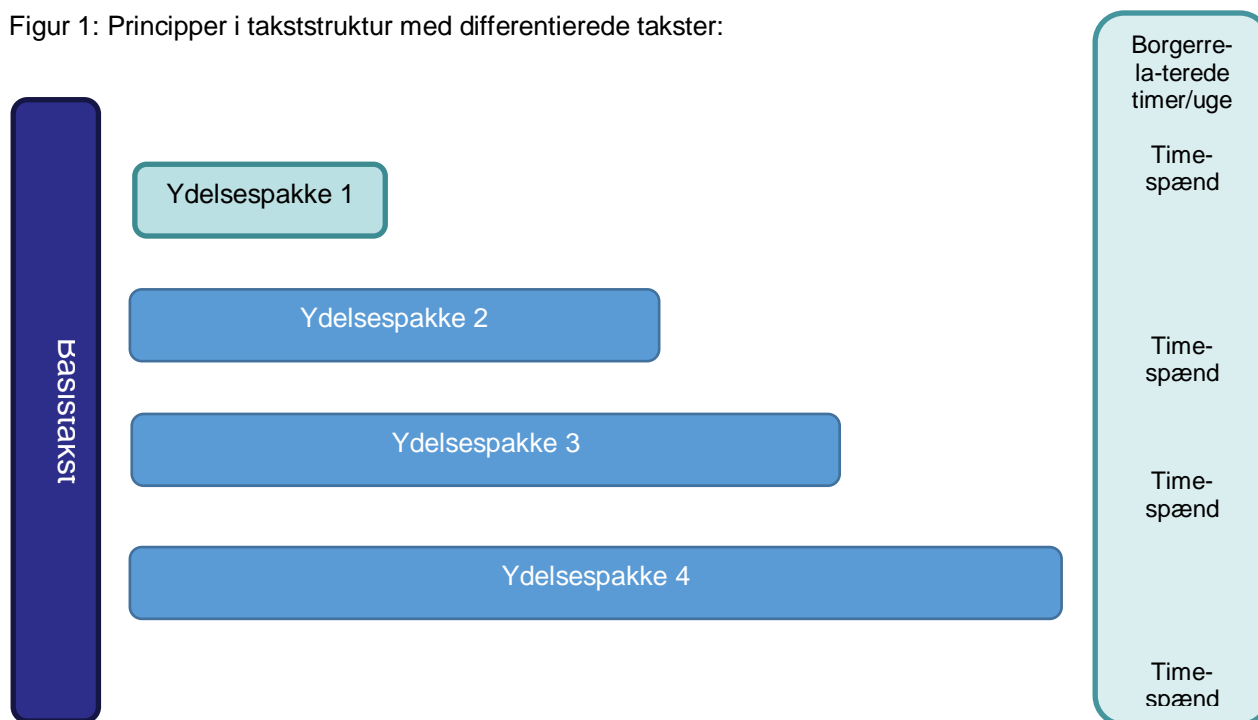 Figur 1: Principper i takststruktur med differentierede takster:
Borgerre-
la-terede
timer/uge
Basistakst
Ydelsespakke 1
Time-
spænd
Ydelsespakke 2
Time-
spænd
Ydelsespakke 3
Time-
spænd
Ydelsespakke 4
Time-
spænd